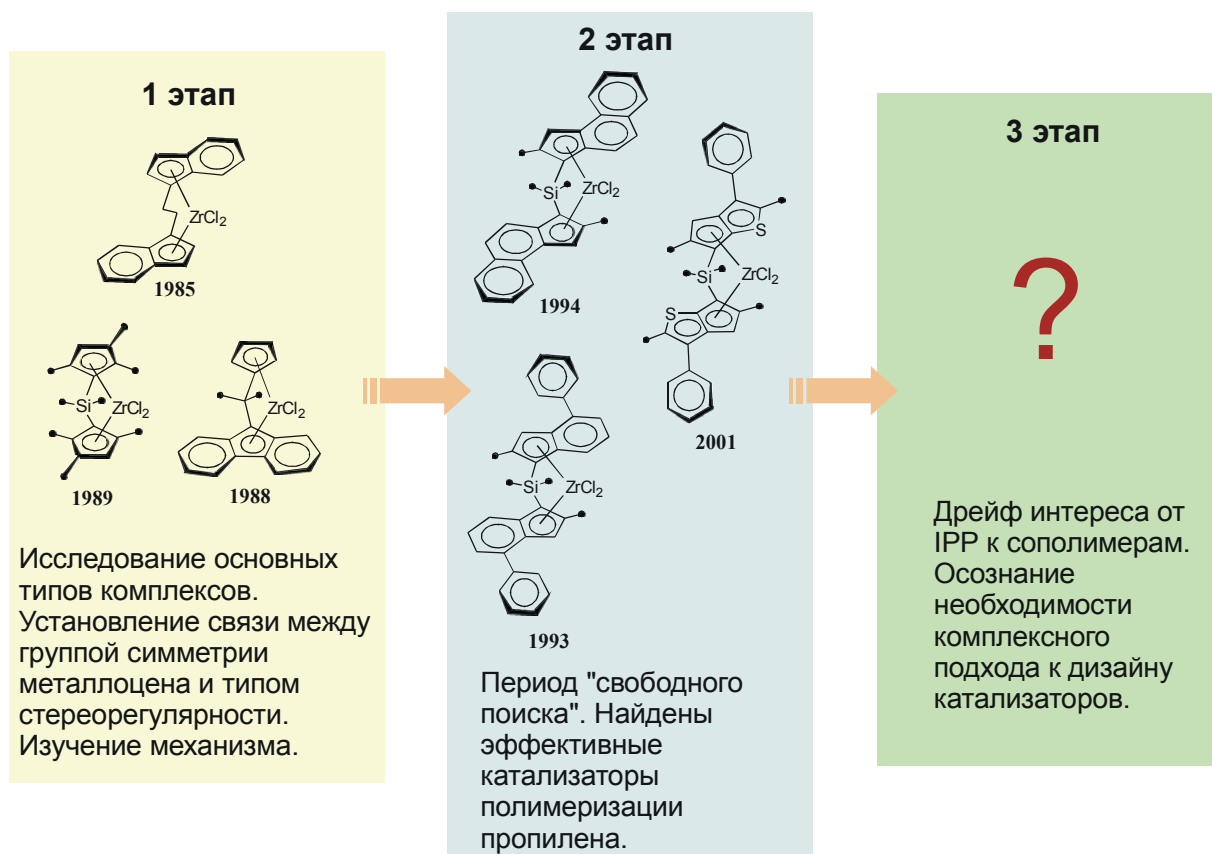 1 этап
ZrCl2
1985
Si
ZrCl2
1989
ZrCl2
1988
Исследование основных
типов комплексов.
Установление связи между
группой симметрии
металлоцена и типом
стереорегулярности.
Изучение механизма.
2 этап
Si
ZrCl2
1994
S
Si
ZrCl2
S
2001
Si
ZrCl2
1993
Период "свободного
поиска". Найдены
эффективные
катализаторы
полимеризации
пропилена.
3 этап
?
Дрейф интереса от
IPP к сополимерам.
Осознание
необходимости
комплексного
подхода к дизайну
катализаторов.